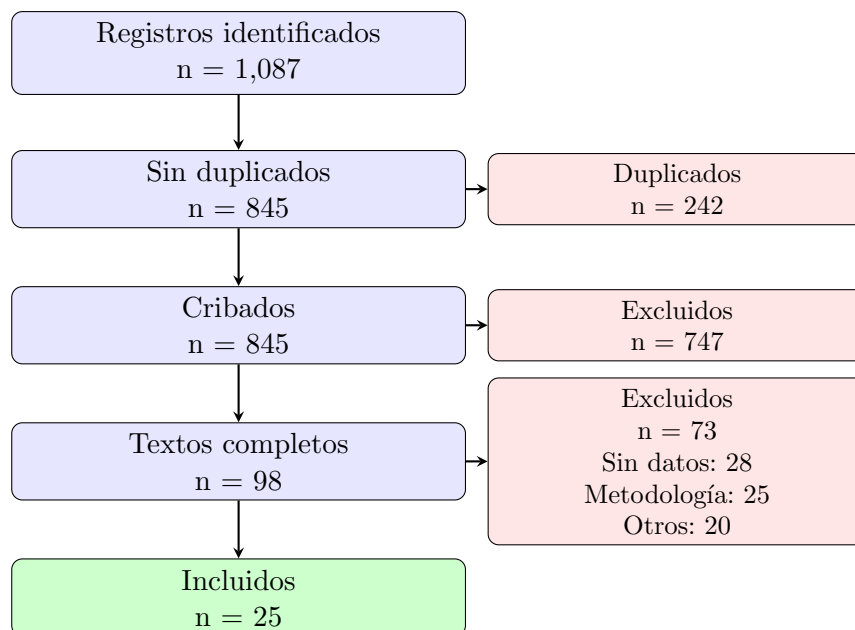 Registros identificados
n = 1,087
Sin duplicados
n = 845
Duplicados
n = 242
Cribados
n = 845
Excluidos
n = 747
Textos completos
n = 98
Excluidos
n = 73
Sin datos: 28
Metodología: 25
Otros: 20
Incluidos
n = 25